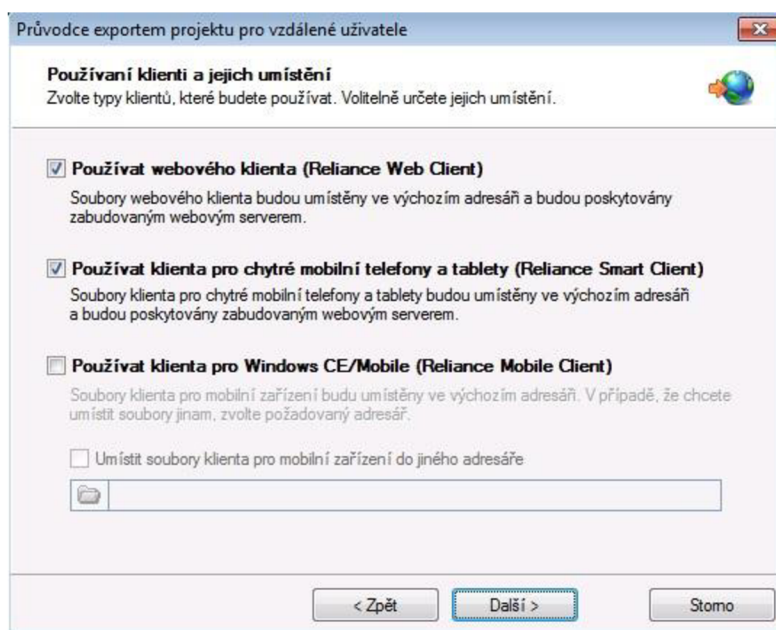 Průvodce exportem projektu pro vzdálené uživatele
Používaní klienti a jejich umístění
Zvolte typy klientů, které budete používat. Volitelně určete jejich umístění.
Používat webového klienta (Reliance Web Client)
Soubory webového klienta budou umístěny ve výchozím adresáři a budou poskytovány
zabudovaným webovým serverem.
Používat klienta pro chytré mobilní telefony a tablety (Reliance Smart Client)
Soubory klienta pro chytré mobilní telefony a tablety budou umístěny ve výchozím adresáři
a budou poskytovány zabudovaným webovým serverem.
Používat klienta pro Windows CE/Mobile (Reliance Mobile Client)
Soubory klienta pro mobilní zařízení budu umístěny ve výchozím adresáři. V případě, že chcete
umístit soubory jinam, zvolte požadovaný adresář.
Umístit soubory klienta pro mobilní zařízení do jiného adresáře
< Zpět
Další >
Storno